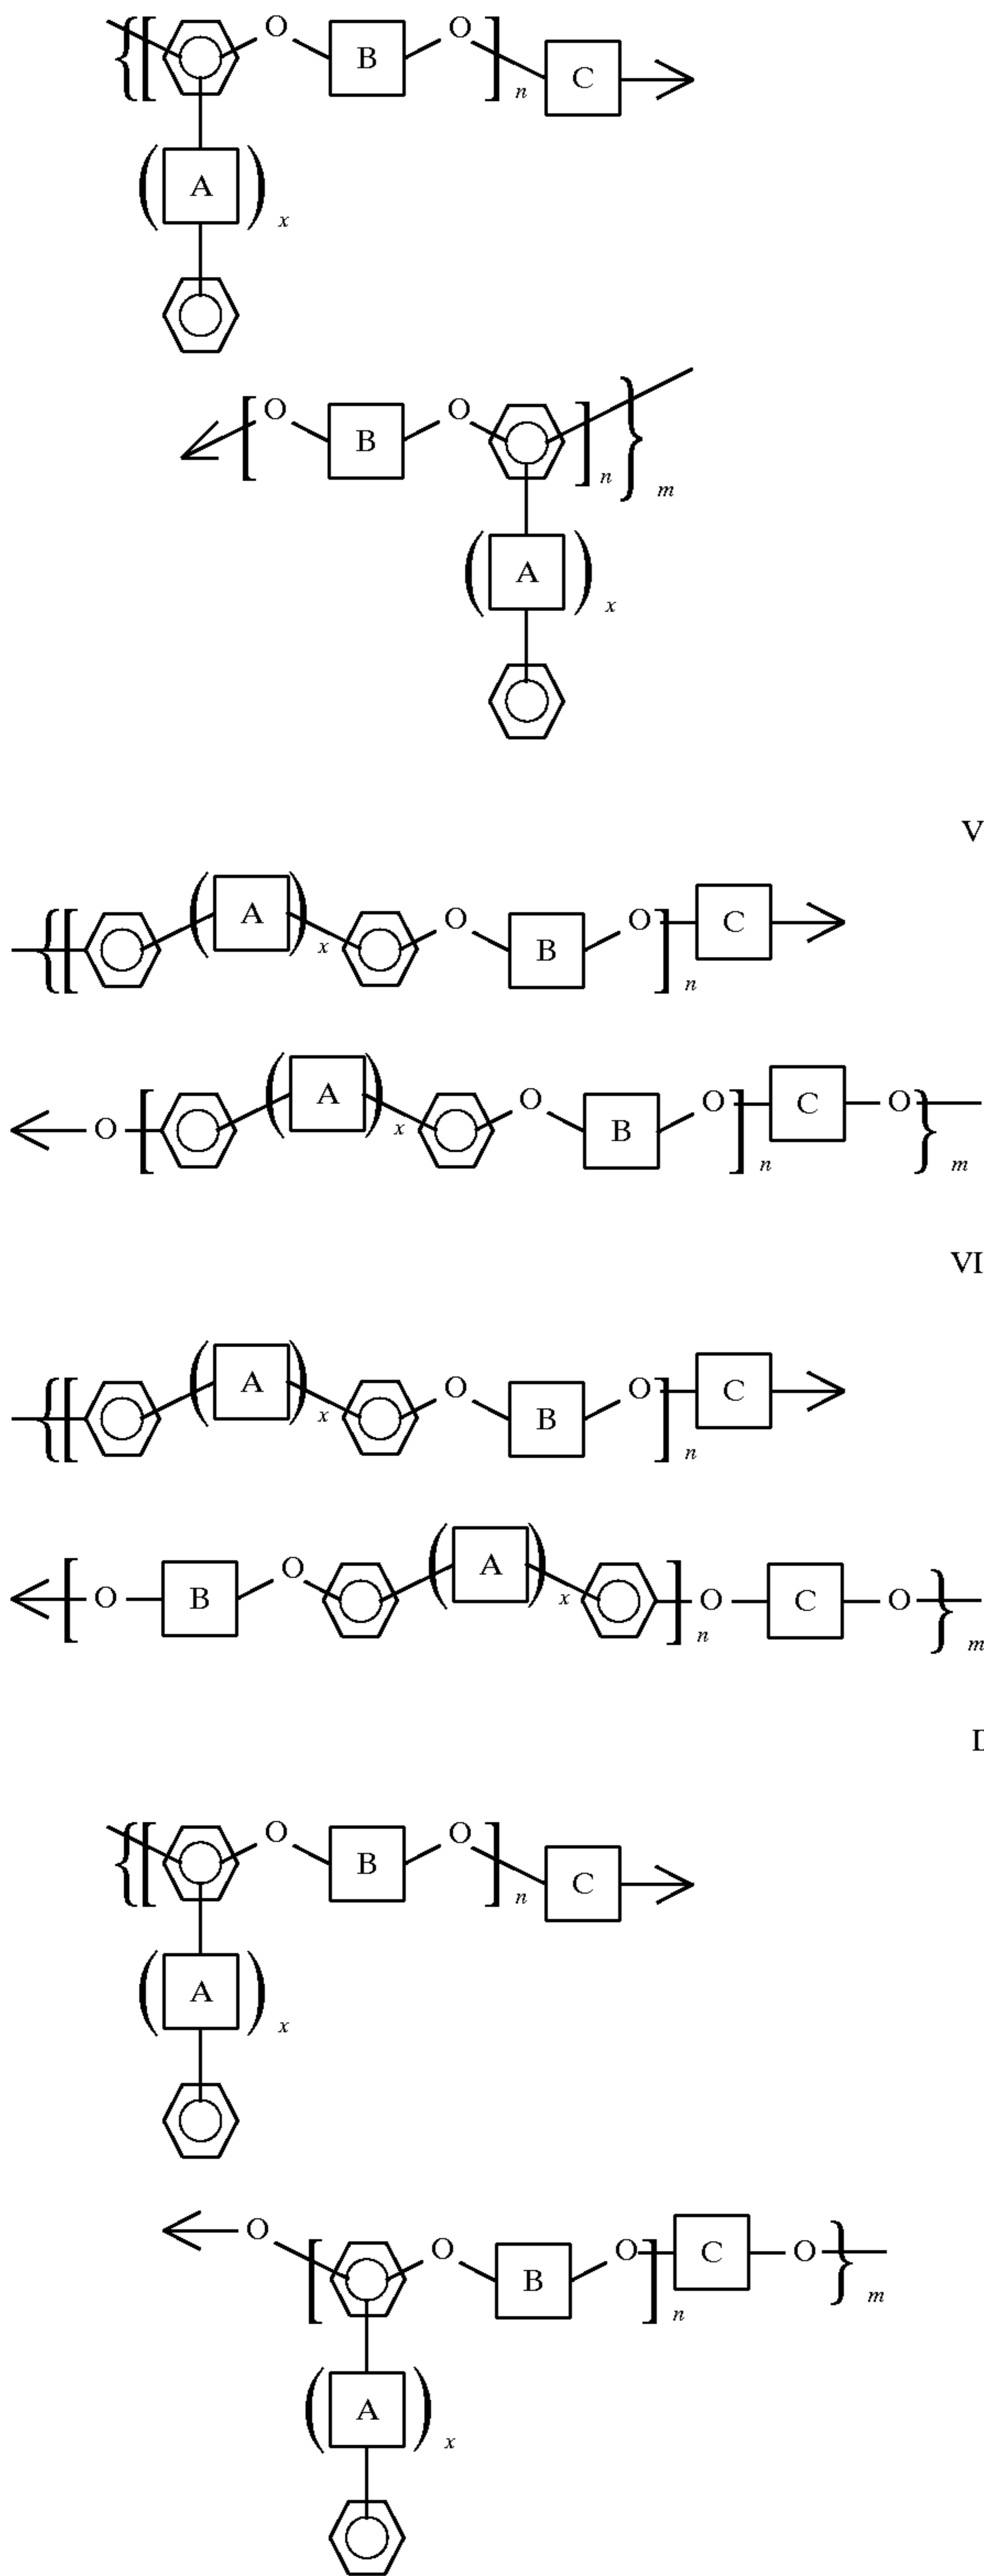 {[ O B O ]n C
( A )x
[ O B O ]n }m
( A )x
V
{[ ( A )x O B O ]n C
O [ ( A )x O B O ]n C O }m
VI
{[ ( A )x O B O ]n C
[ O B O ( A )x ]n O C O }m
{[ O B O ]n C
( A )x
O [ O B O ]n C O }m
( A )x